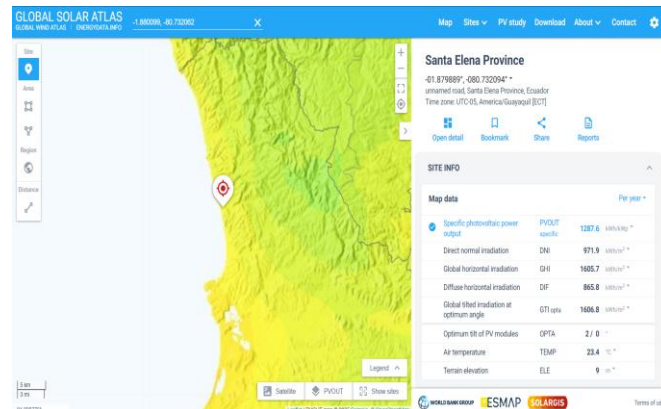 GLOBAL SOLAR ATLAS
GLOBAL WIND ATLAS | ENERGYDATA.INFO
-1.880099, -80.732062 X
Map Sites PV study Download About Contact
Site
Area
Region
Distance
5 km
3 mi
Legend
Satellite PVOUT Show sites
Santa Elena Province
-01.879889°, -080.732094°
unnamed road, Santa Elena Province, Ecuador
Time zone: UTC-05, America/Guayaquil [ECT]
Open detail Bookmark Share Reports
SITE INFO
Map data Per year
Specific photovoltaic power output PVOUT specific 1287.6 kWh/kWp
Direct normal irradiation DNI 971.9 kWh/m²
Global horizontal irradiation GHI 1605.7 kWh/m²
Diffuse horizontal irradiation DIF 865.8 kWh/m²
Global tilted irradiation at optimum angle GTI opta 1606.8 kWh/m²
Optimum tilt of PV modules OPTA 2 / 0 °
Air temperature TEMP 23.4 °C
Terrain elevation ELE 9 m
WORLD BANK GROUP ESMAP SOLARGIS Terms of us